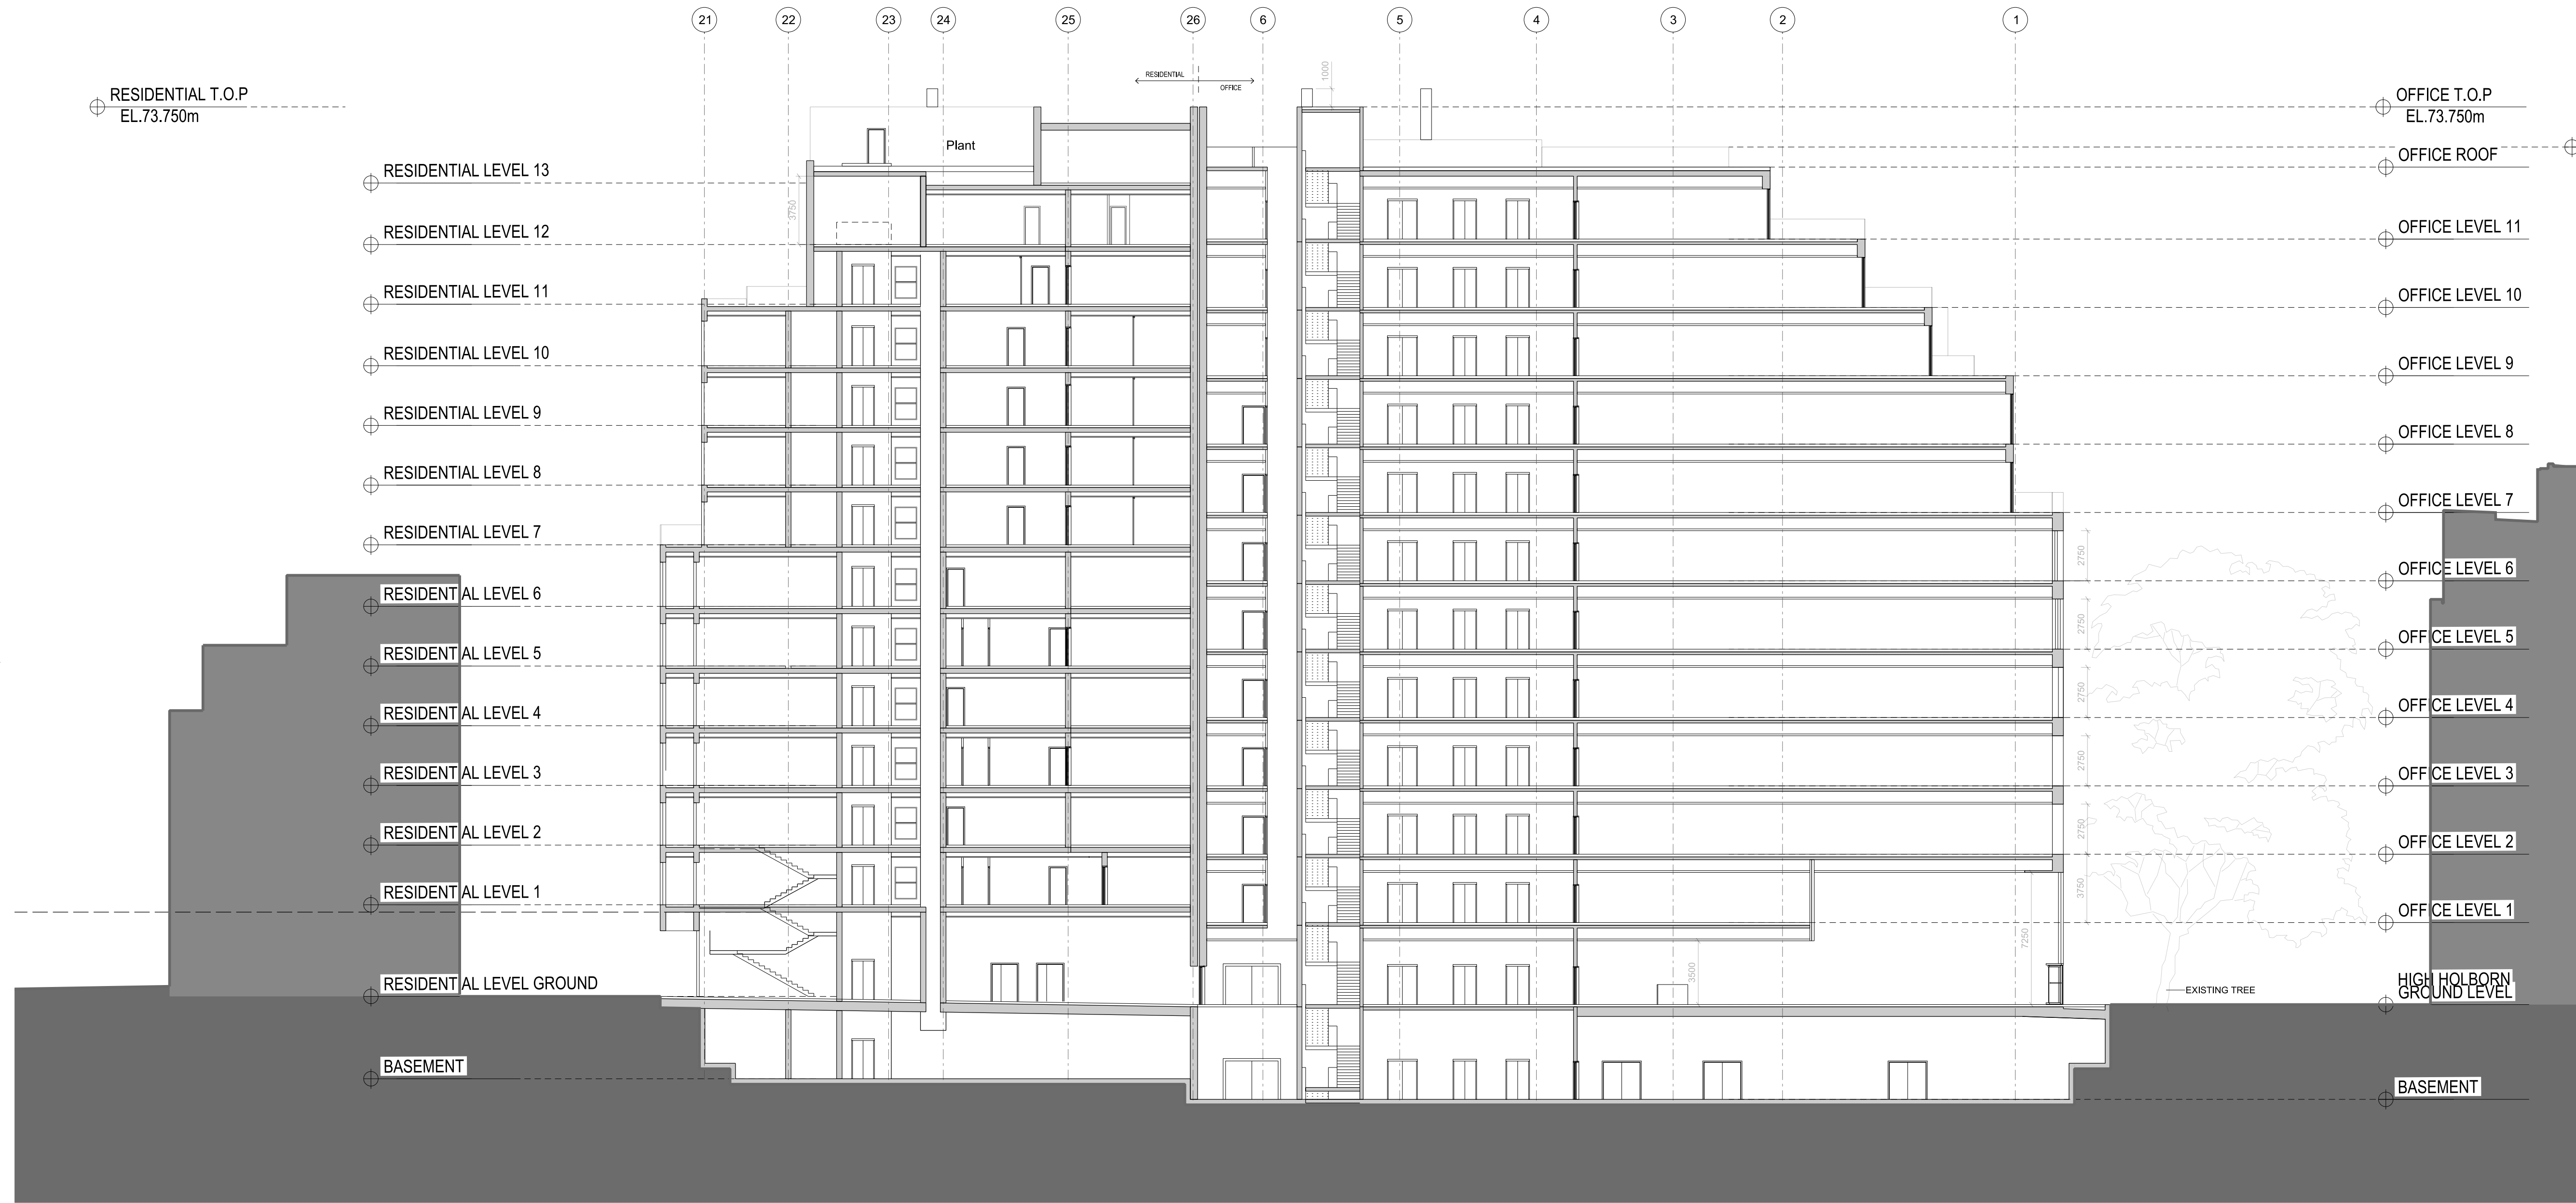 21 22 23 24 25 26 6 5 4 3 2 1
RESIDENTIAL
OFFICE
1000
RESIDENTIAL T.O.P
EL.73.750m
OFFICE T.O.P
EL.73.750m
Plant
OFFICE ROOF
RESIDENTIAL LEVEL 13
3750
RESIDENTIAL LEVEL 12
OFFICE LEVEL 11
RESIDENTIAL LEVEL 11
OFFICE LEVEL 10
RESIDENTIAL LEVEL 10
OFFICE LEVEL 9
RESIDENTIAL LEVEL 9
OFFICE LEVEL 8
RESIDENTIAL LEVEL 8
OFFICE LEVEL 7
RESIDENTIAL LEVEL 7
2750
OFFICE LEVEL 6
RESIDENTIAL LEVEL 6
2750
OFFICE LEVEL 5
RESIDENTIAL LEVEL 5
2750
OFFICE LEVEL 4
RESIDENTIAL LEVEL 4
2750
OFFICE LEVEL 3
RESIDENTIAL LEVEL 3
2750
OFFICE LEVEL 2
RESIDENTIAL LEVEL 2
3750
RESIDENTIAL LEVEL 1
OFFICE LEVEL 1
7250
3500
RESIDENTIAL LEVEL GROUND
EXISTING TREE
HIGH HOLBORN
GROUND LEVEL
BASEMENT
BASEMENT